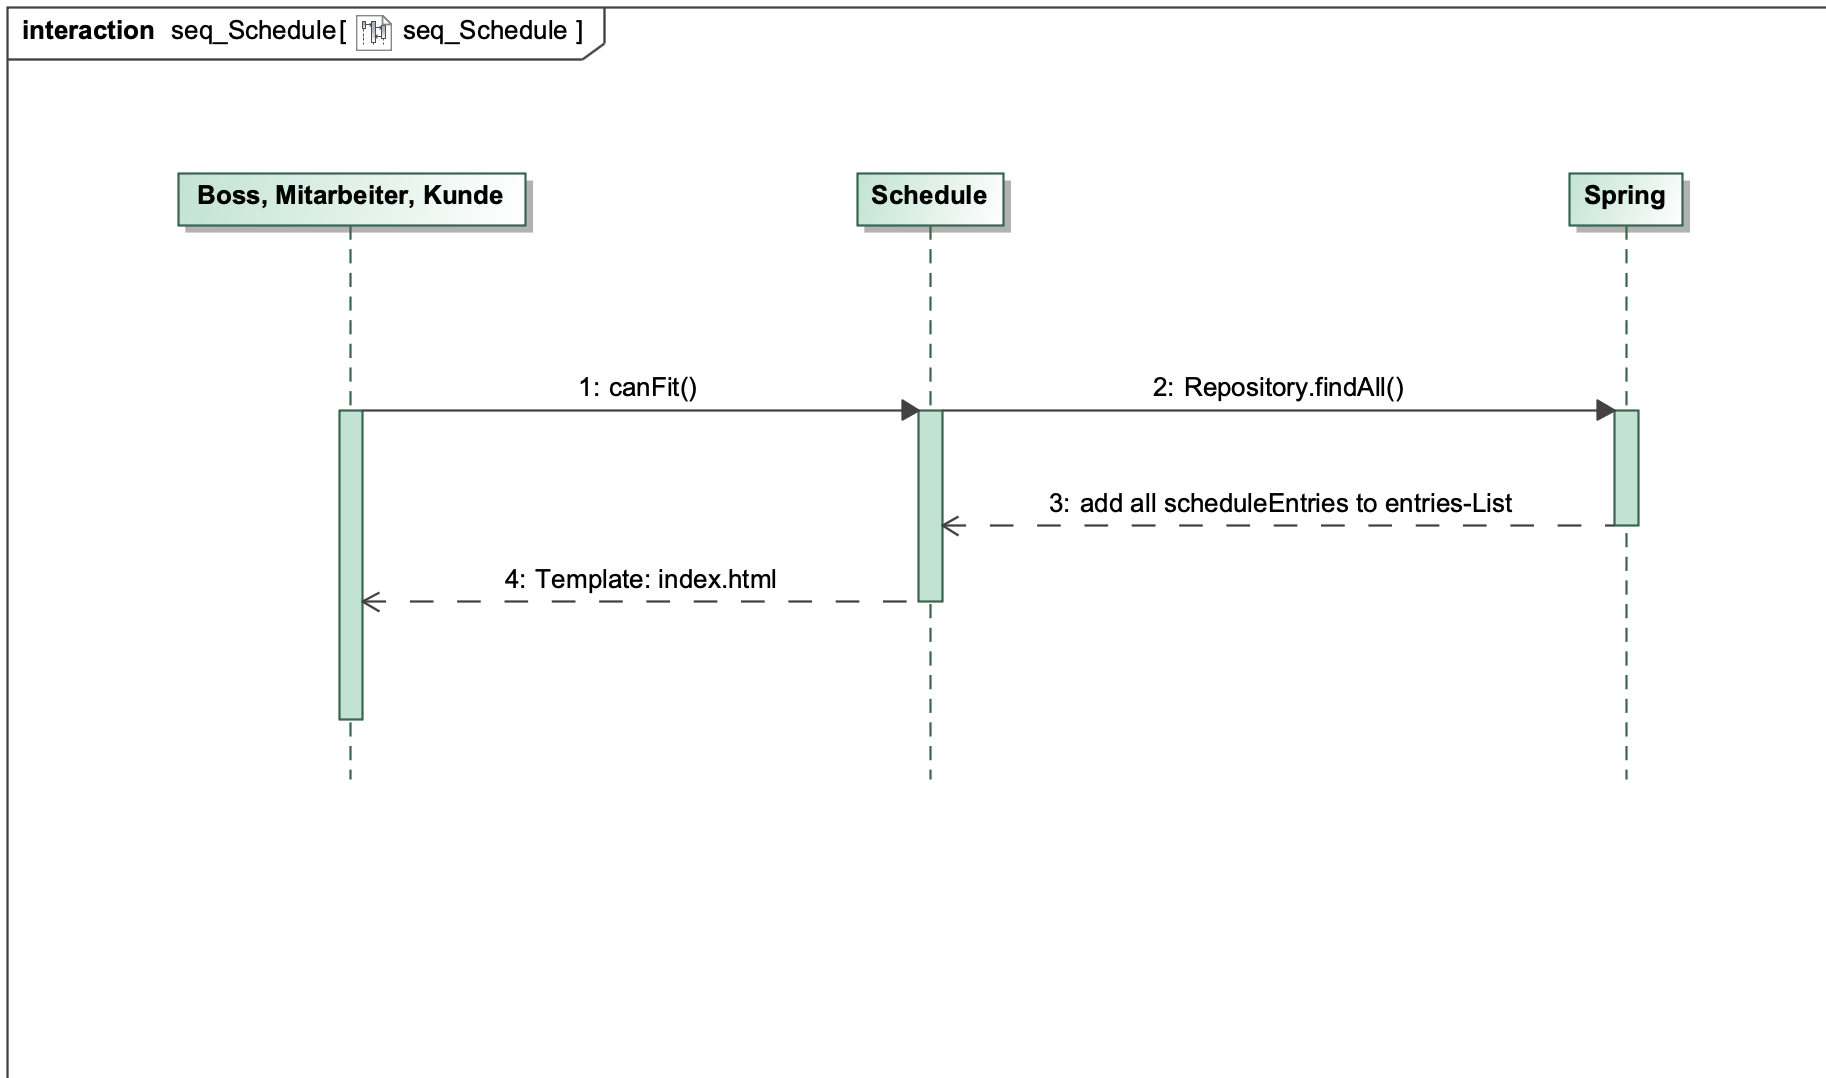 interaction seq_Schedule[ seq_Schedule ]
Boss, Mitarbeiter, Kunde
Schedule
Spring
1: canFit()
2: Repository.findAll()
3: add all scheduleEntries to entries-List
4: Template: index.html